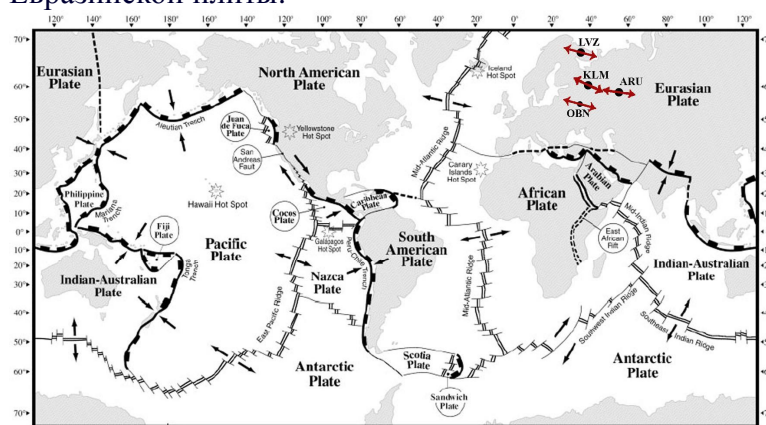 Евразийской плиты.
70°
60°
50°
40°
30°
20°
10°
0°
10°
20°
30°
40°
50°
60°
70°
120° 140° 160° 180° 160° 140° 120° 100° 80° 60° 40° 20° 0° 20° 40° 60° 80° 100° 120°
LVZ
KLM
ARU
OBN
Eurasian
Plate
North American
Plate
Iceland
Hot Spot
Eurasian
Plate
Aleutian Trench
Juan
de Fuca
Plate
Yellowstone
Hot Spot
San
Andreas
Fault
Mid-Atlantic Ridge
Canary
Islands
Hot Spot
Philippine
Plate
Mariana
Trench
Hawaii Hot Spot
Cocos
Plate
Caribbean
Plate
African
Plate
Arabian
Plate
Mid-Indian
Ridge
Fiji
Plate
Pacific
Plate
Galapagos
Hot Spot
South
American
Plate
East
African
Rift
Indian-Australian
Plate
Tonga
Trench
Nazca
Plate
Peru-Chile Trench
Mid-Atlantic Ridge
Indian-Australian
Plate
East Pacific Ridge
Southwest Indian Ridge
Southeast Indian Ridge
Antarctic
Plate
Scotia
Plate
Sandwich
Plate
Antarctic
Plate